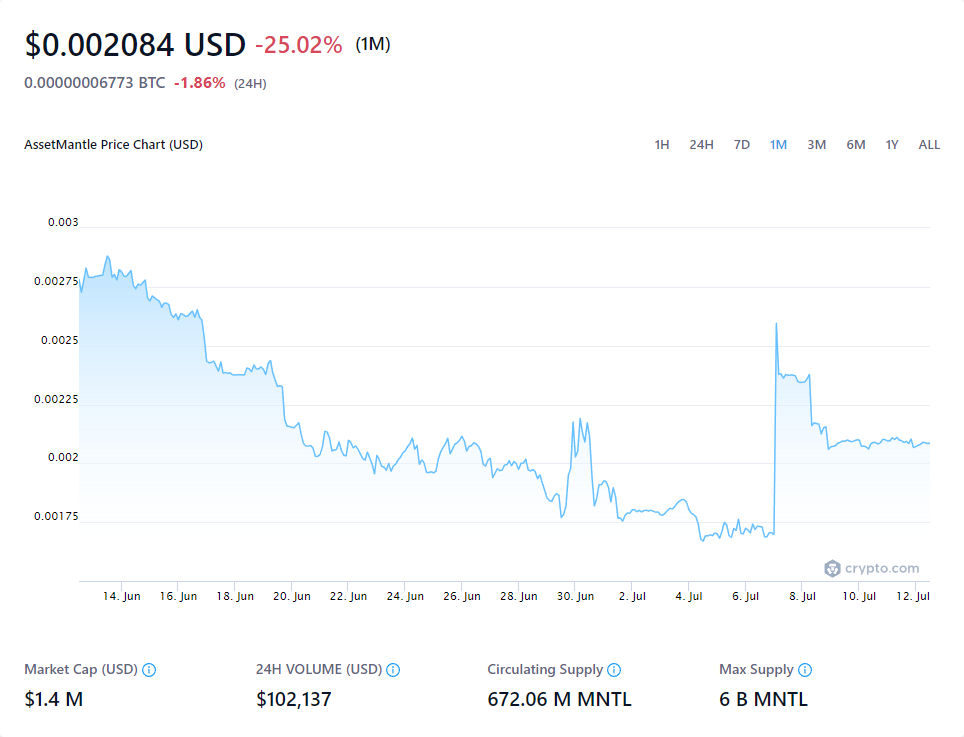 $0.002084 USD -25.02% (1M)
0.00000006773 BTC -1.86% (24H)
AssetMantle Price Chart (USD) 1H 24H 7D 1M 3M 6M 1Y ALL
0.003
0.00275
0.0025
0.00225
0.002
0.00175
crypto.com
14. Jun 16. Jun 18. Jun 20. Jun 22. Jun 24. Jun 26. Jun 28. Jun 30. Jun 2. Jul 4. Jul 6. Jul 8. Jul 10. Jul 12. Jul
Market Cap (USD) 24H VOLUME (USD) Circulating Supply Max Supply
$1.4 M $102,137 672.06 M MNTL 6 B MNTL